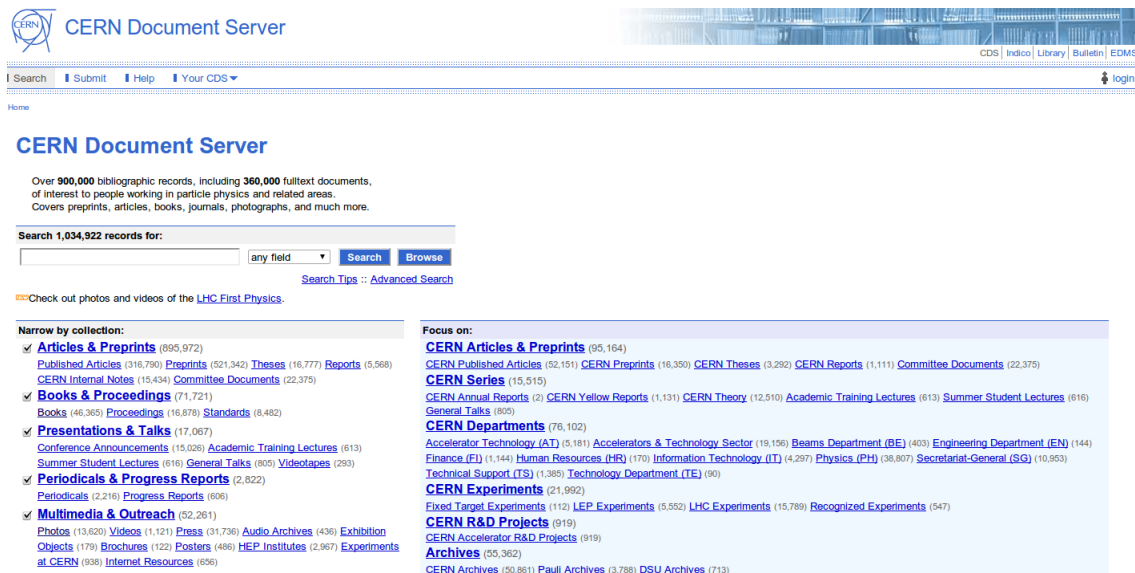 CERN
CERN Document Server
CDS Indico Library Bulletin EDMS
Search Submit Help Your CDS login
Home
CERN Document Server
Over 900,000 bibliographic records, including 360,000 fulltext documents,
of interest to people working in particle physics and related areas.
Covers preprints, articles, books, journals, photographs, and much more.
Search 1,034,922 records for:
any field Search Browse
Search Tips :: Advanced Search
Check out photos and videos of the LHC First Physics.
Narrow by collection:
Articles & Preprints (895,972)
Published Articles (316,790) Preprints (521,342) Theses (16,777) Reports (5,568)
CERN Internal Notes (15,434) Committee Documents (22,375)
Books & Proceedings (71,721)
Books (46,365) Proceedings (16,878) Standards (8,482)
Presentations & Talks (17,067)
Conference Announcements (15,026) Academic Training Lectures (613)
Summer Student Lectures (616) General Talks (805) Videotapes (293)
Periodicals & Progress Reports (2,822)
Periodicals (2,216) Progress Reports (606)
Multimedia & Outreach (52,261)
Photos (13,620) Videos (1,121) Press (31,736) Audio Archives (436) Exhibition
Objects (179) Brochures (122) Posters (486) HEP Institutes (2,967) Experiments
at CERN (938) Internet Resources (656)
Focus on:
CERN Articles & Preprints (95,164)
CERN Published Articles (52,151) CERN Preprints (16,350) CERN Theses (3,292) CERN Reports (1,111) Committee Documents (22,375)
CERN Series (15,515)
CERN Annual Reports (2) CERN Yellow Reports (1,131) CERN Theory (12,510) Academic Training Lectures (613) Summer Student Lectures (616)
General Talks (805)
CERN Departments (76,102)
Accelerator Technology (AT) (5,181) Accelerators & Technology Sector (19,156) Beams Department (BE) (403) Engineering Department (EN) (144)
Finance (FI) (1,144) Human Resources (HR) (170) Information Technology (IT) (4,297) Physics (PH) (38,807) Secretariat-General (SG) (10,953)
Technical Support (TS) (1,385) Technology Department (TE) (90)
CERN Experiments (21,992)
Fixed Target Experiments (112) LEP Experiments (5,552) LHC Experiments (15,789) Recognized Experiments (547)
CERN R&D Projects (919)
CERN Accelerator R&D Projects (919)
Archives (55,362)
CERN Archives (50,861) Pauli Archives (3,788) DSU Archives (713)